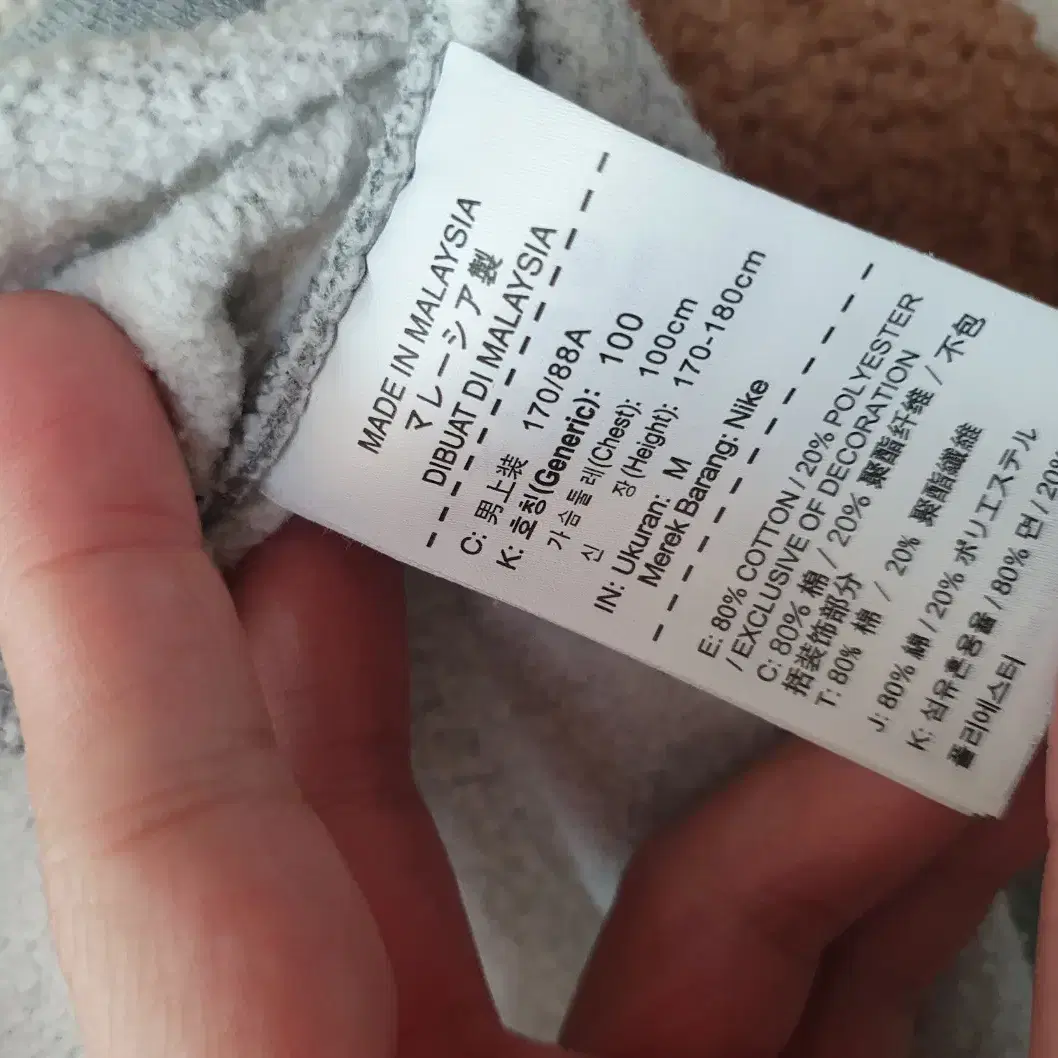 MADE IN MALAYSIA
マレーシア製
DIBUAT DI MALAYSIA
C: 男上装 170/88A
K: 호칭(Generic): 100
가슴둘레(Chest): 100cm
신 장(Height): 170-180cm
IN: Ukuran: M
Merek Barang: Nike
E: 80% COTTON / 20% POLYESTER
/ EXCLUSIVE OF DECORATION
C: 80% 棉 / 20% 聚酯纤维 / 不包
括装饰部分
T: 80% 棉 / 20% 聚酯纖維
J: 80% 綿 / 20% ポリエステル
K: 섬유혼용율 / 80% 면 / 20%
폴리에스터